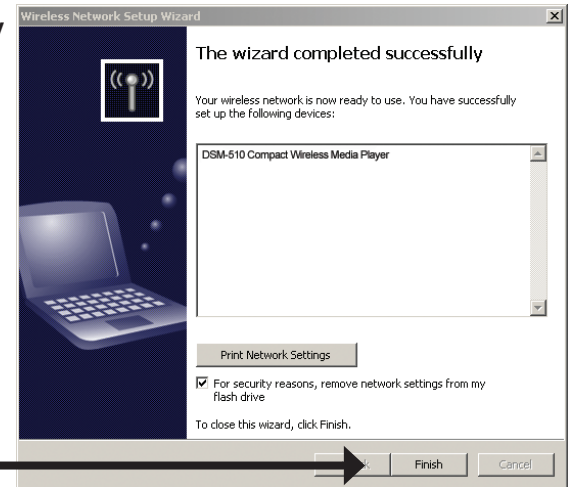 Wireless Network Setup Wizard
The wizard completed successfully
Your wireless network is now ready to use. You have successfully
set up the following devices:
DSM-510 Compact Wireless Media Player
Print Network Settings
For security reasons, remove network settings from my
flash drive
To close this wizard, click Finish.
Finish
Cancel